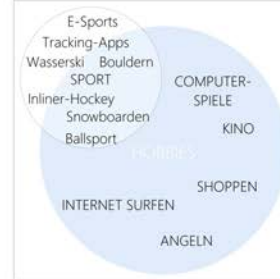 E-Sports
Tracking-Apps
Wasserski Bouldern
SPORT
Inliner-Hockey
Snowboarden
Ballsport
COMPUTER-
SPIELE
KINO
HOBBIES
SHOPPEN
INTERNET SURFEN
ANGELN